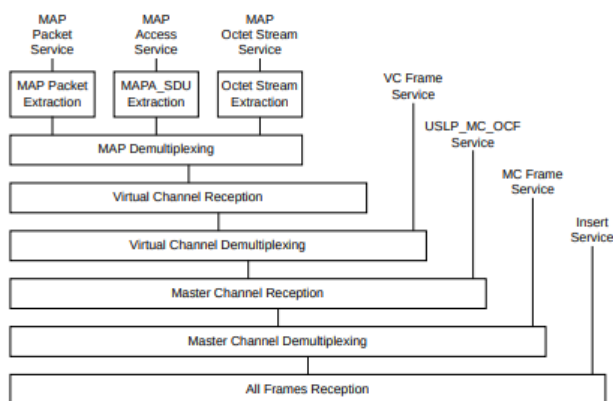 MAP
Packet
Service
MAP
Access
Service
MAP
Octet Stream
Service
MAP Packet
Extraction
MAPA_SDU
Extraction
Octet Stream
Extraction
VC Frame
Service
USLP_MC_OCF
Service
MC Frame
Service
Insert
Service
MAP Demultiplexing
Virtual Channel Reception
Virtual Channel Demultiplexing
Master Channel Reception
Master Channel Demultiplexing
All Frames Reception